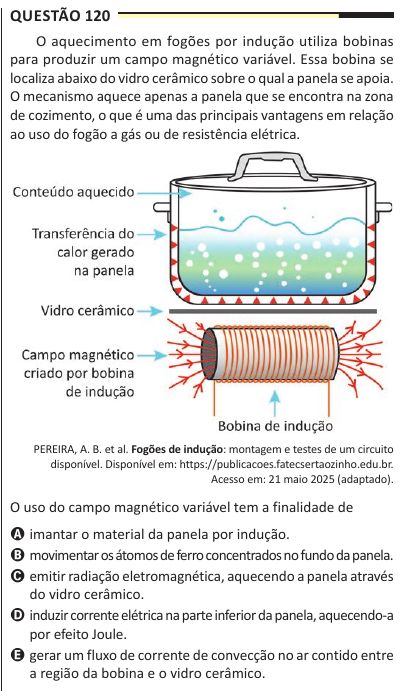 QUESTÃO 120
O aquecimento em fogões por indução utiliza bobinas
para produzir um campo magnético variável. Essa bobina se
localiza abaixo do vidro cerâmico sobre o qual a panela se apoia.
O mecanismo aquece apenas a panela que se encontra na zona
de cozimento, o que é uma das principais vantagens em relação
ao uso do fogão a gás ou de resistência elétrica.
Conteúdo aquecido
Transferência do
calor gerado
na panela
Vidro cerâmico
Campo magnético
criado por bobina
de indução
Bobina de indução
PEREIRA, A. B. et al. Fogões de indução: montagem e testes de um circuito
disponível. Disponível em: https://publicacoes.fatecsertaozinho.edu.br.
Acesso em: 21 maio 2025 (adaptado).
O uso do campo magnético variável tem a finalidade de
A imantar o material da panela por indução.
B movimentar os átomos de ferro concentrados no fundo da panela.
C emitir radiação eletromagnética, aquecendo a panela através
do vidro cerâmico.
D induzir corrente elétrica na parte inferior da panela, aquecendo-a
por efeito Joule.
E gerar um fluxo de corrente de convecção no ar contido entre
a região da bobina e o vidro cerâmico.